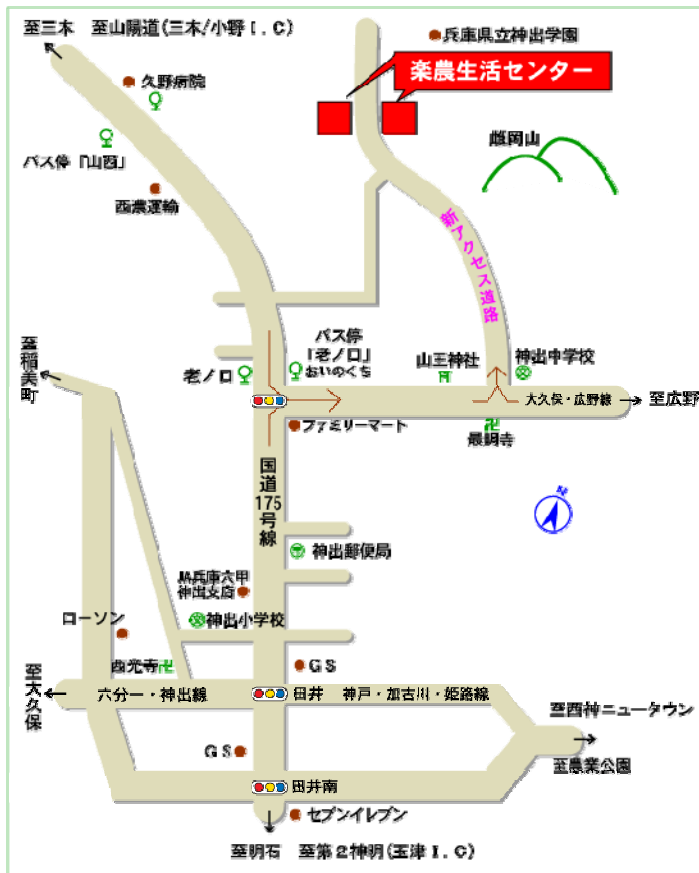 至三木 至山陽道(三木/小野I.C)
兵庫県立神出学園
楽農生活センター
久野病院
雌岡山
バス停「山西」
西濃運輸
新アクセス道路
至稲美町
バス停
「老ノ口」
おいのくち
老ノ口
山王神社
神出中学校
大久保・広野線
至広野
ファミリーマート
最明寺
国道175号線
神出郵便局
JA兵庫六甲
神出支店
ローソン
神出小学校
西光寺
GS
至大久保
六分一・神出線
田井
神戸・加古川・姫路線
至西神ニュータウン
GS
至農業公園
田井南
セブンイレブン
至明石 至第2神明(玉津I.C)